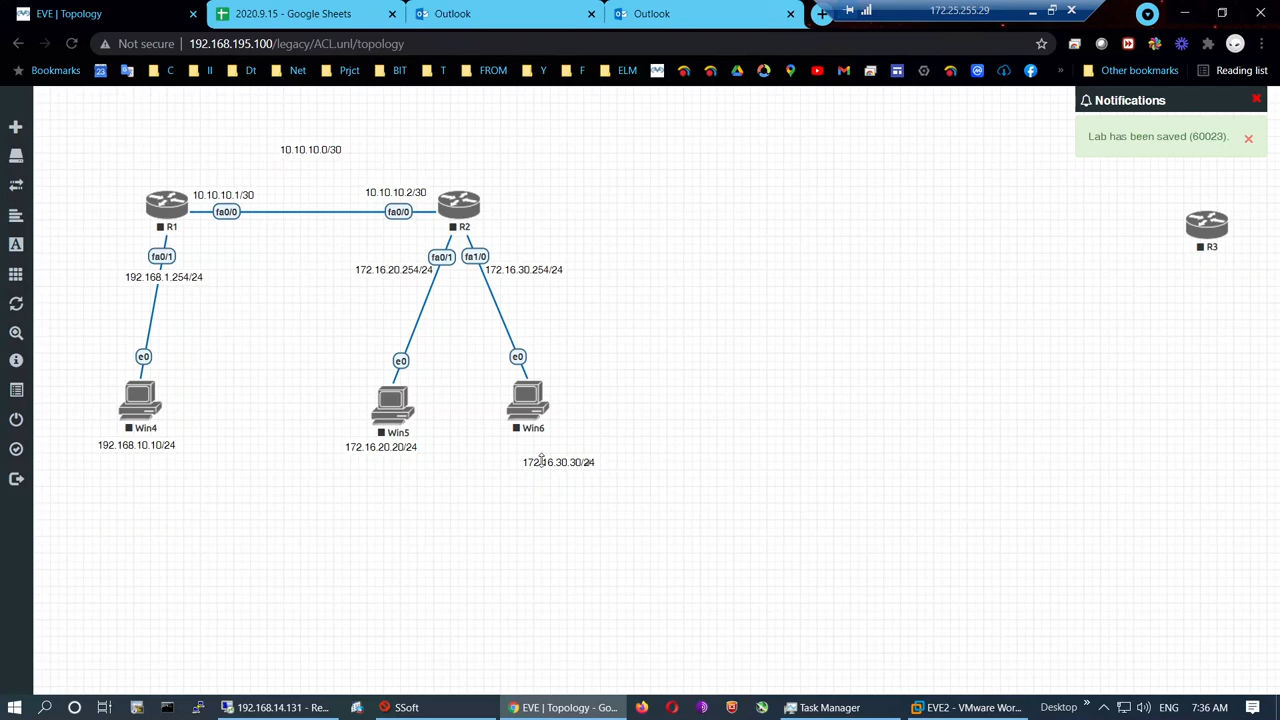 EVE | Topology
2020.9.15 - Google Sheets
Outlook
Outlook
172.25.255.29
Not secure
192.168.195.100/legacy/ACL.unl/topology
Bookmarks
23
C
II
Dt
Net
Prjct
BIT
T
FROM
Y
F
ELM
»
Other bookmarks
Reading list
Notifications
Lab has been saved (60023).
10.10.10.0/30
10.10.10.1/30
10.10.10.2/30
fa0/0
fa0/0
R1
R2
R3
fa0/1
fa0/1
fa1/0
192.168.1.254/24
172.16.20.254/24
172.16.30.254/24
e0
e0
e0
Win4
Win5
Win6
192.168.10.10/24
172.16.20.20/24
172.16.30.30/24
192.168.14.131 - Re...
SSoft
EVE | Topology - Go...
Task Manager
EVE2 - VMware Wor...
Desktop
»
ENG
7:36 AM